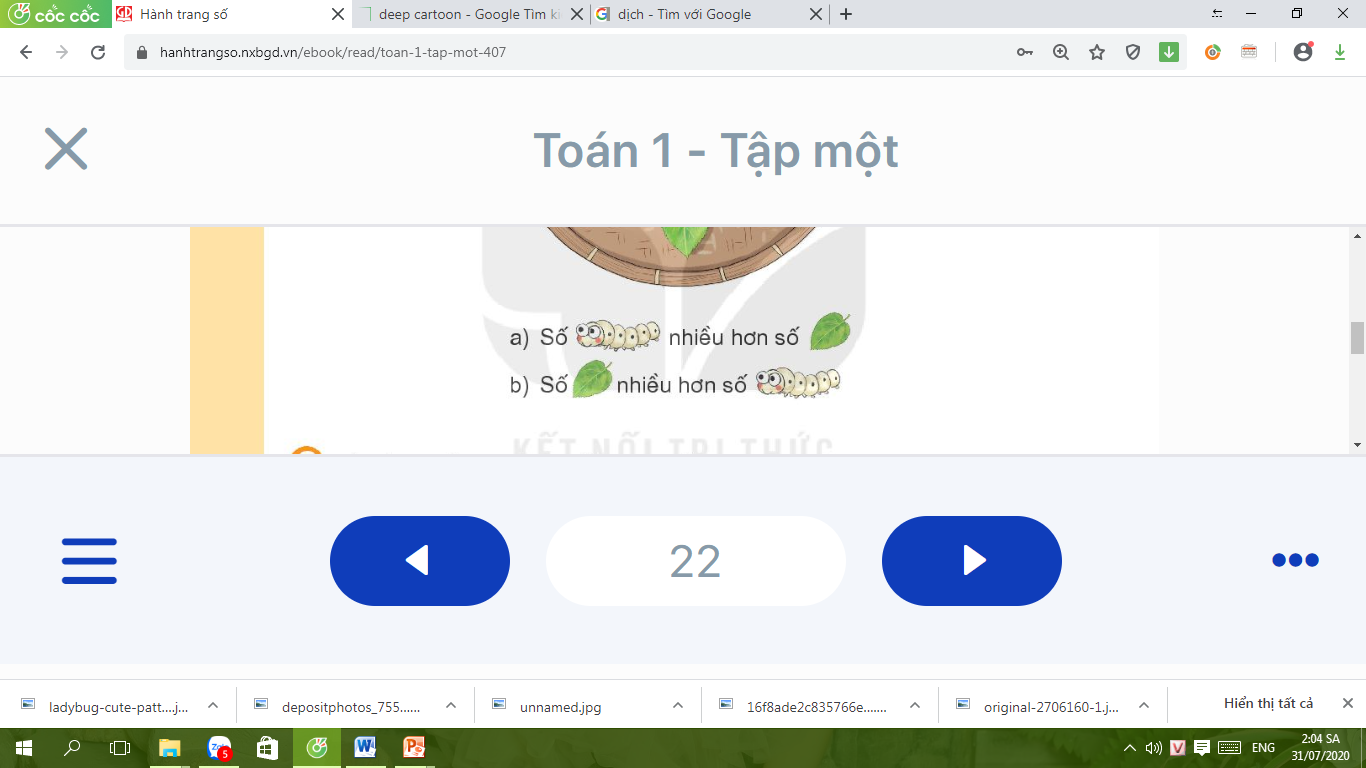 cốc cốc
Hành trang số
deep cartoon - Google Tìm ki
dịch - Tìm với Google
hanhtrangso.nxbgd.vn/ebook/read/toan-1-tap-mot-407
Toán 1 - Tập một
a) Số nhiều hơn số
b) Số nhiều hơn số
KẾT NỐI TRI THỨC
22
ladybug-cute-patt....j...
depositphotos_755......
unnamed.jpg
16f8ade2c835766e.......
original-2706160-1.j...
Hiển thị tất cả
Zalo
5
ENG
2:04 SA
31/07/2020